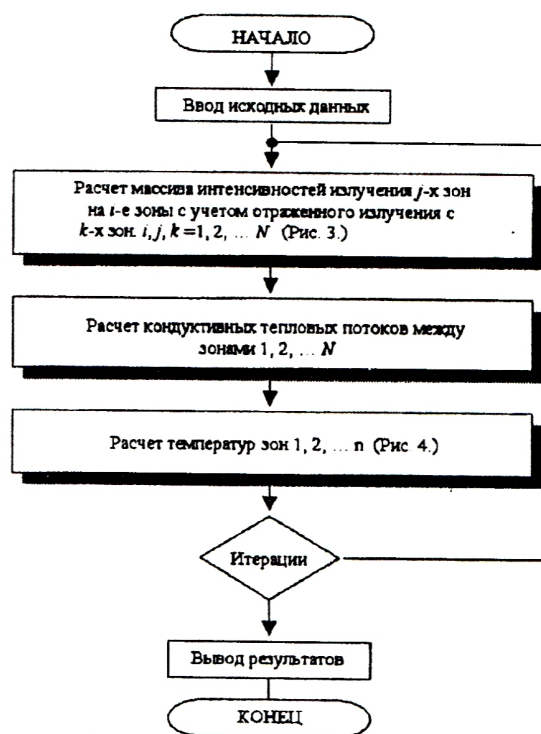 НАЧАЛО
Ввод исходных данных
Расчет массива интенсивностей излучения j-х зон
на i-е зоны с учетом отраженного излучения с
k-х зон. i, j, k =1, 2, ... N (Рис. 3.)
Расчет кондуктивных тепловых потоков между
зонами 1, 2, ... N
Расчет температур зон 1, 2, ... n (Рис. 4.)
Итерации
Вывод результатов
КОНЕЦ